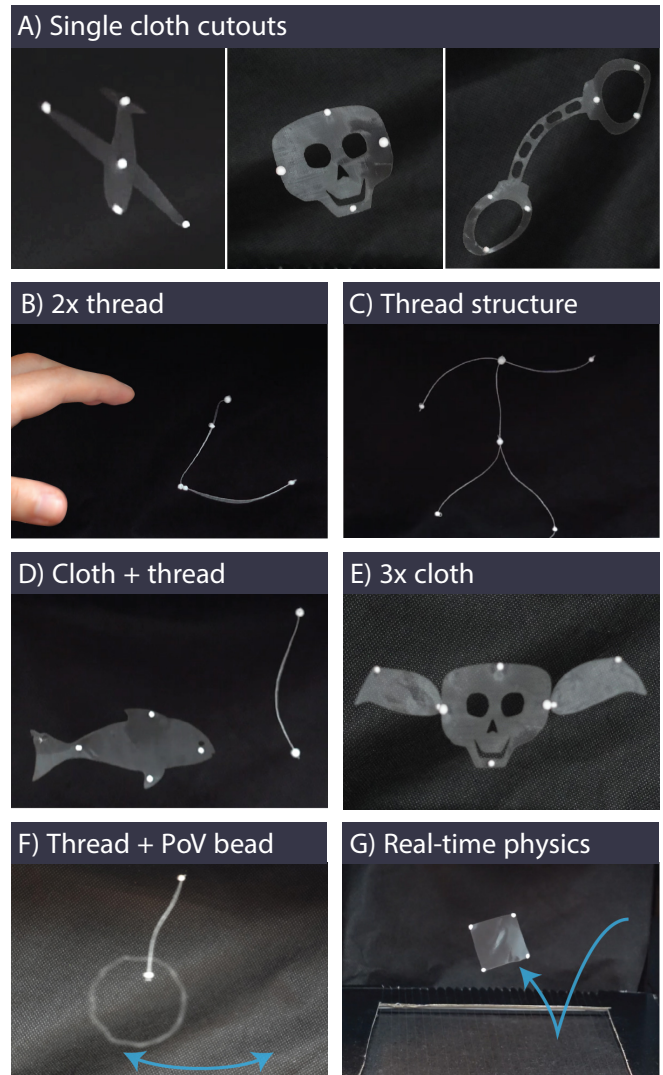 A) Single cloth cutouts
B) 2x thread
C) Thread structure
D) Cloth + thread
E) 3x cloth
F) Thread + PoV bead
G) Real-time physics